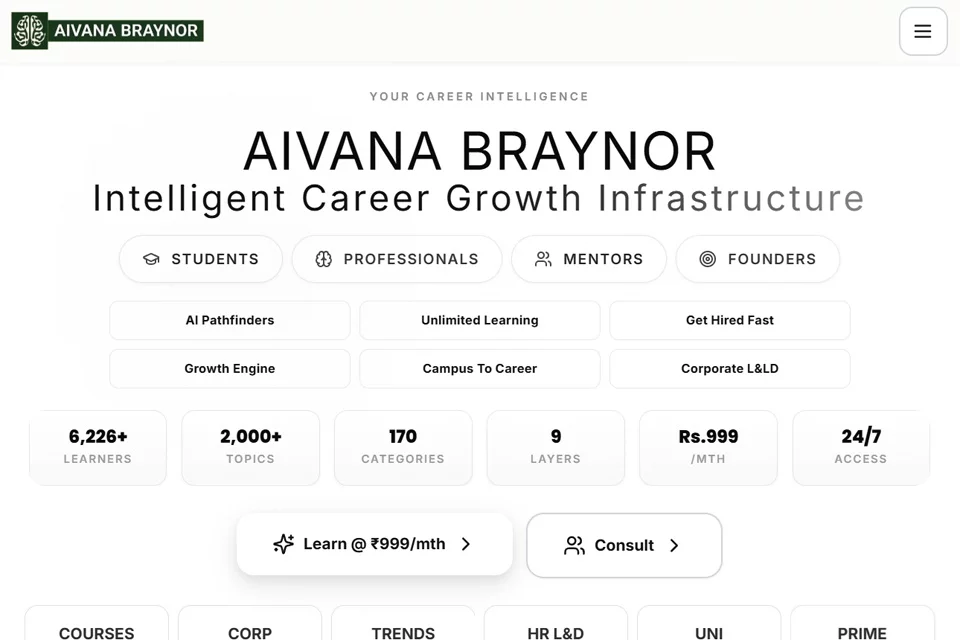 AIVANA BRAYNOR
YOUR CAREER INTELLIGENCE
AIVANA BRAYNOR
Intelligent Career Growth Infrastructure
STUDENTS PROFESSIONALS MENTORS FOUNDERS
AI Pathfinders Unlimited Learning Get Hired Fast
Growth Engine Campus To Career Corporate L&LD
6,226+ 2,000+ 170 9 Rs.999 24/7
LEARNERS TOPICS CATEGORIES LAYERS /MTH ACCESS
Learn @ ₹999/mth Consult
COURSES CORP TRENDS HR L&D UNI PRIME